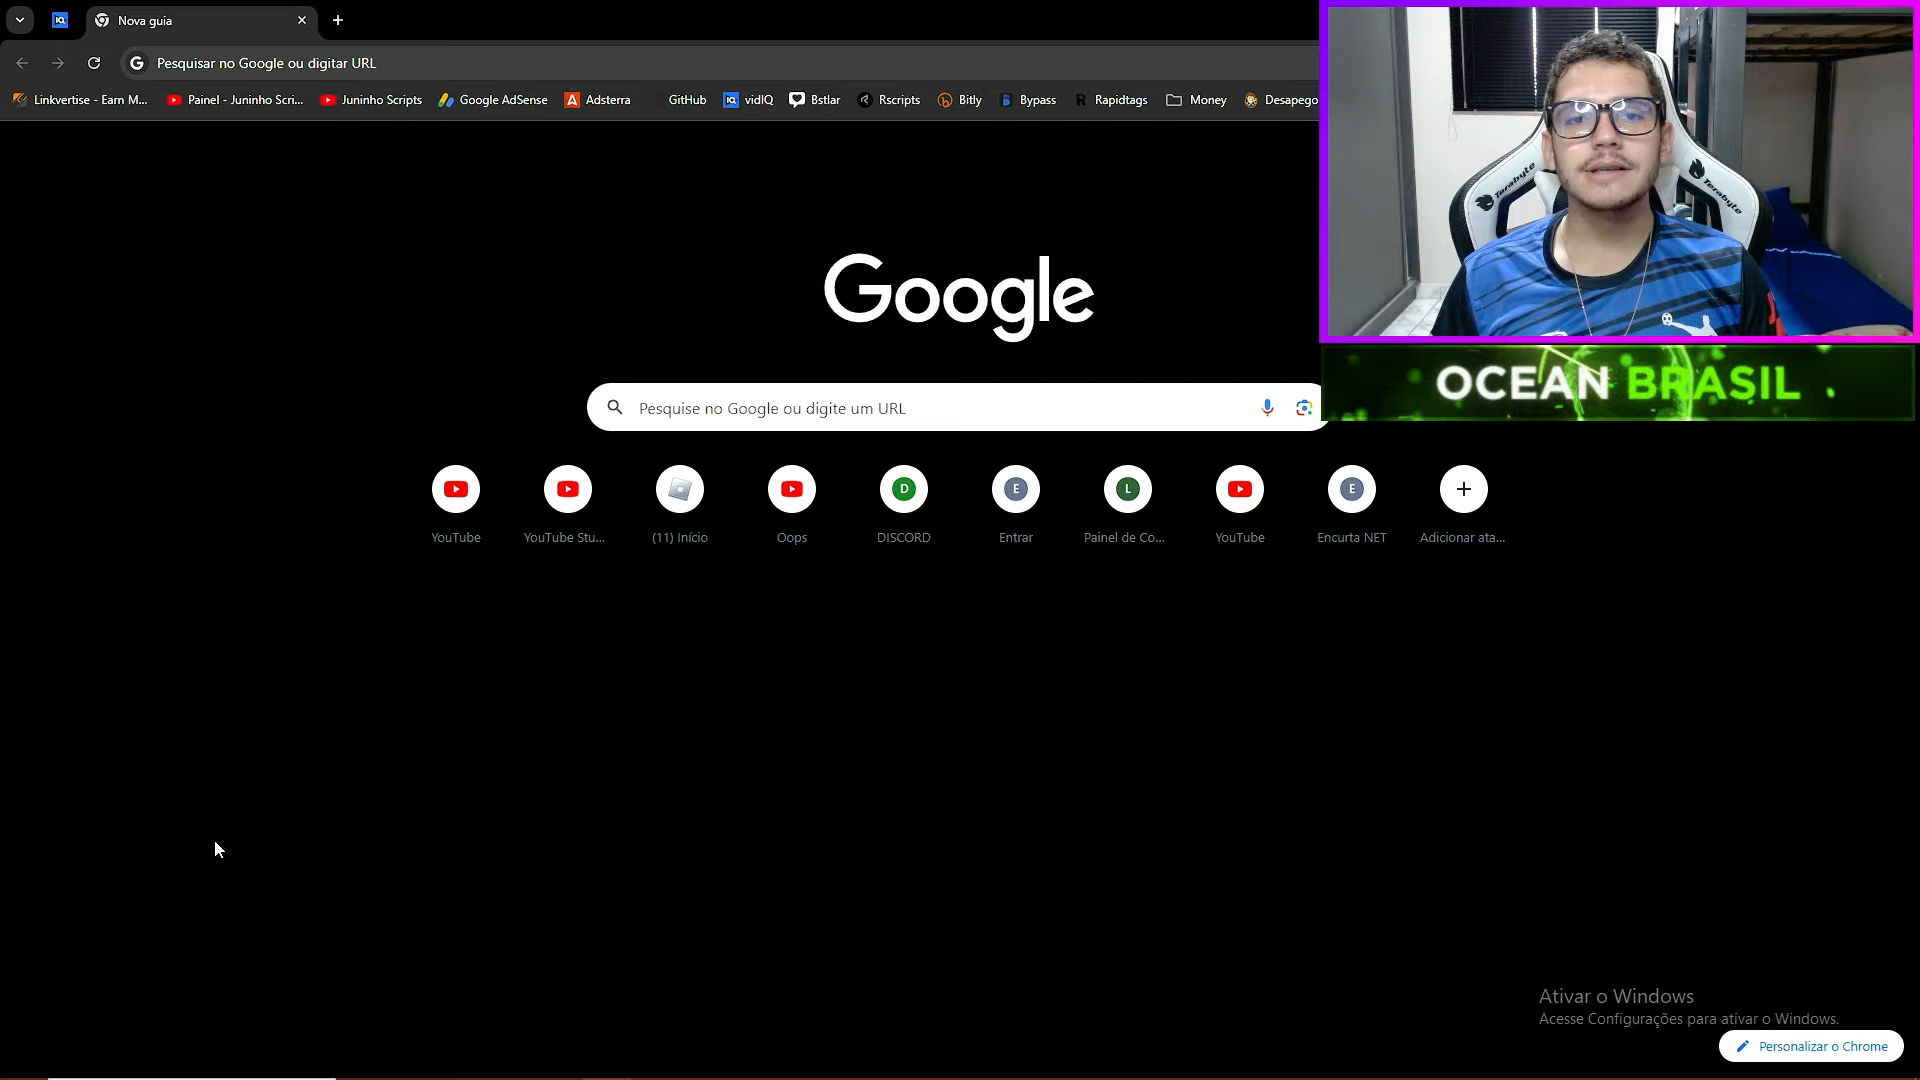 Nova guia
Pesquisar no Google ou digitar URL
Linkvertise - Earn M... Painel - Juninho Scri... Juninho Scripts Google AdSense Adsterra GitHub vidIQ Bstlar Rscripts Bitly Bypass Rapidtags Money Desapego
Terabyte Terabyte
Google
OCEAN BRASIL
Pesquise no Google ou digite um URL
D E L E
YouTube YouTube Stu... (11) Início Oops DISCORD Entrar Painel de Co... YouTube Encurta NET Adicionar ata...
Ativar o Windows
Acesse Configurações para ativar o Windows.
Personalizar o Chrome